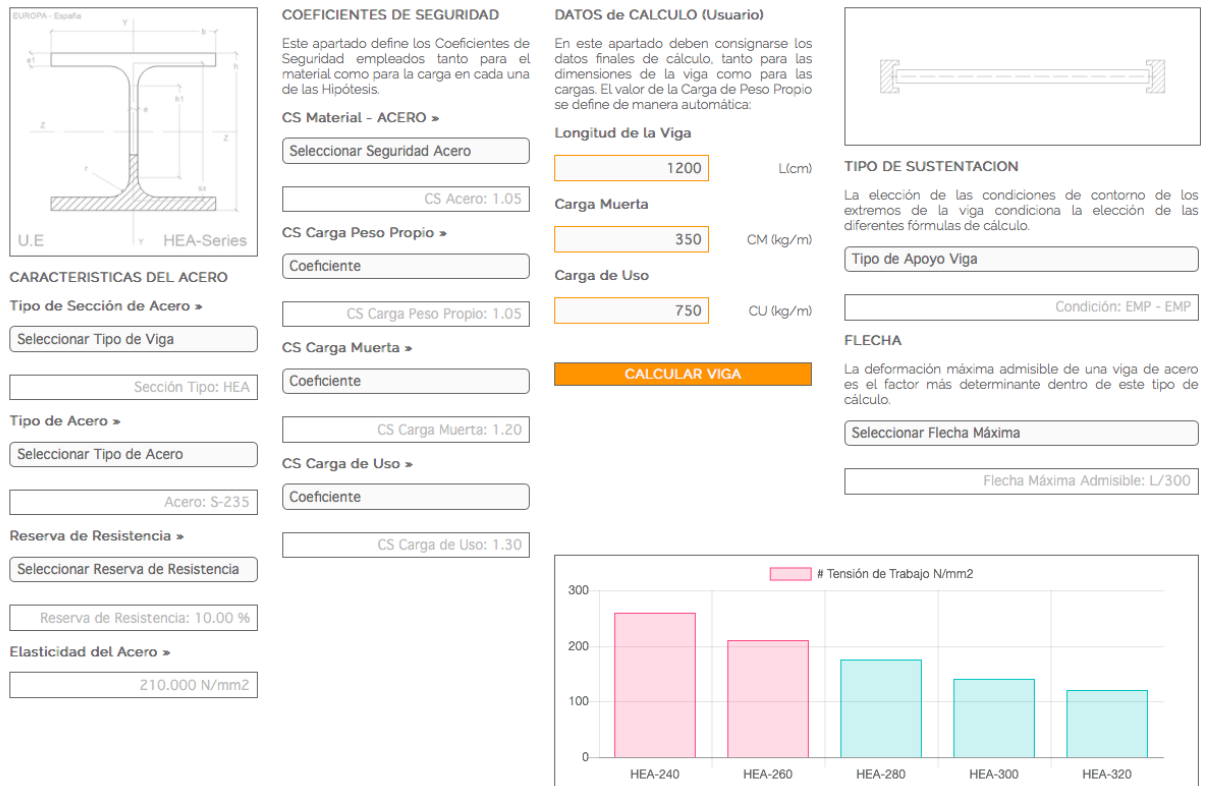 EUROPA - España
Y
b
e1
h
h1
e
Z
Z
r
U.E
Y
HEA-Series
CARACTERISTICAS DEL ACERO
Tipo de Sección de Acero »
Seleccionar Tipo de Viga
Sección Tipo: HEA
Tipo de Acero »
Seleccionar Tipo de Acero
Acero: S-235
Reserva de Resistencia »
Seleccionar Reserva de Resistencia
Reserva de Resistencia: 10.00 %
Elasticidad del Acero »
210.000 N/mm2
COEFICIENTES DE SEGURIDAD
Este apartado define los Coeficientes de
Seguridad empleados tanto para el
material como para la carga en cada una
de las Hipótesis.
CS Material - ACERO »
Seleccionar Seguridad Acero
CS Acero: 1.05
CS Carga Peso Propio »
Coeficiente
CS Carga Peso Propio: 1.05
CS Carga Muerta »
Coeficiente
CS Carga Muerta: 1.20
CS Carga de Uso »
Coeficiente
CS Carga de Uso: 1.30
DATOS de CALCULO (Usuario)
En este apartado deben consignarse los
datos finales de cálculo, tanto para las
dimensiones de la viga como para las
cargas. El valor de la Carga de Peso Propio
se define de manera automática:
Longitud de la Viga
1200 L(cm)
Carga Muerta
350 CM (kg/m)
Carga de Uso
750 CU (kg/m)
CALCULAR VIGA
TIPO DE SUSTENTACION
La elección de las condiciones de contorno de los
extremos de la viga condiciona la elección de las
diferentes fórmulas de cálculo.
Tipo de Apoyo Viga
Condición: EMP - EMP
FLECHA
La deformación máxima admisible de una viga de acero
es el factor más determinante dentro de este tipo de
cálculo.
Seleccionar Flecha Máxima
Flecha Máxima Admisible: L/300
# Tensión de Trabajo N/mm2
300
200
100
0
HEA-240 HEA-260 HEA-280 HEA-300 HEA-320